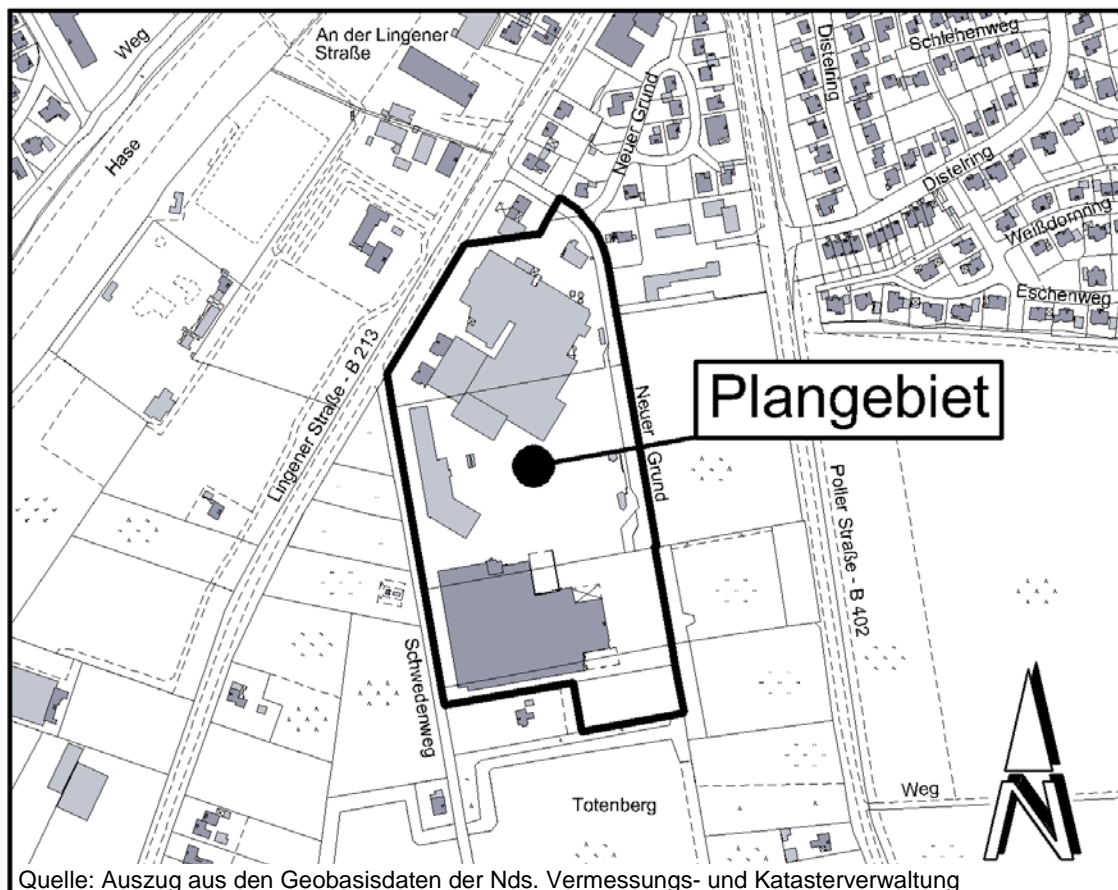 Weg
An der Lingener
Straße
Hase
Neuer Grund
Distelring
Schlehenweg
Distelring
Weißdornring
Eschenweg
Lingener Straße - B 213
Plangebiet
Neuer Grund
Poller Straße - B 402
Schwedenweg
Totenberg
Weg
N
Quelle: Auszug aus den Geobasisdaten der Nds. Vermessungs- und Katasterverwaltung